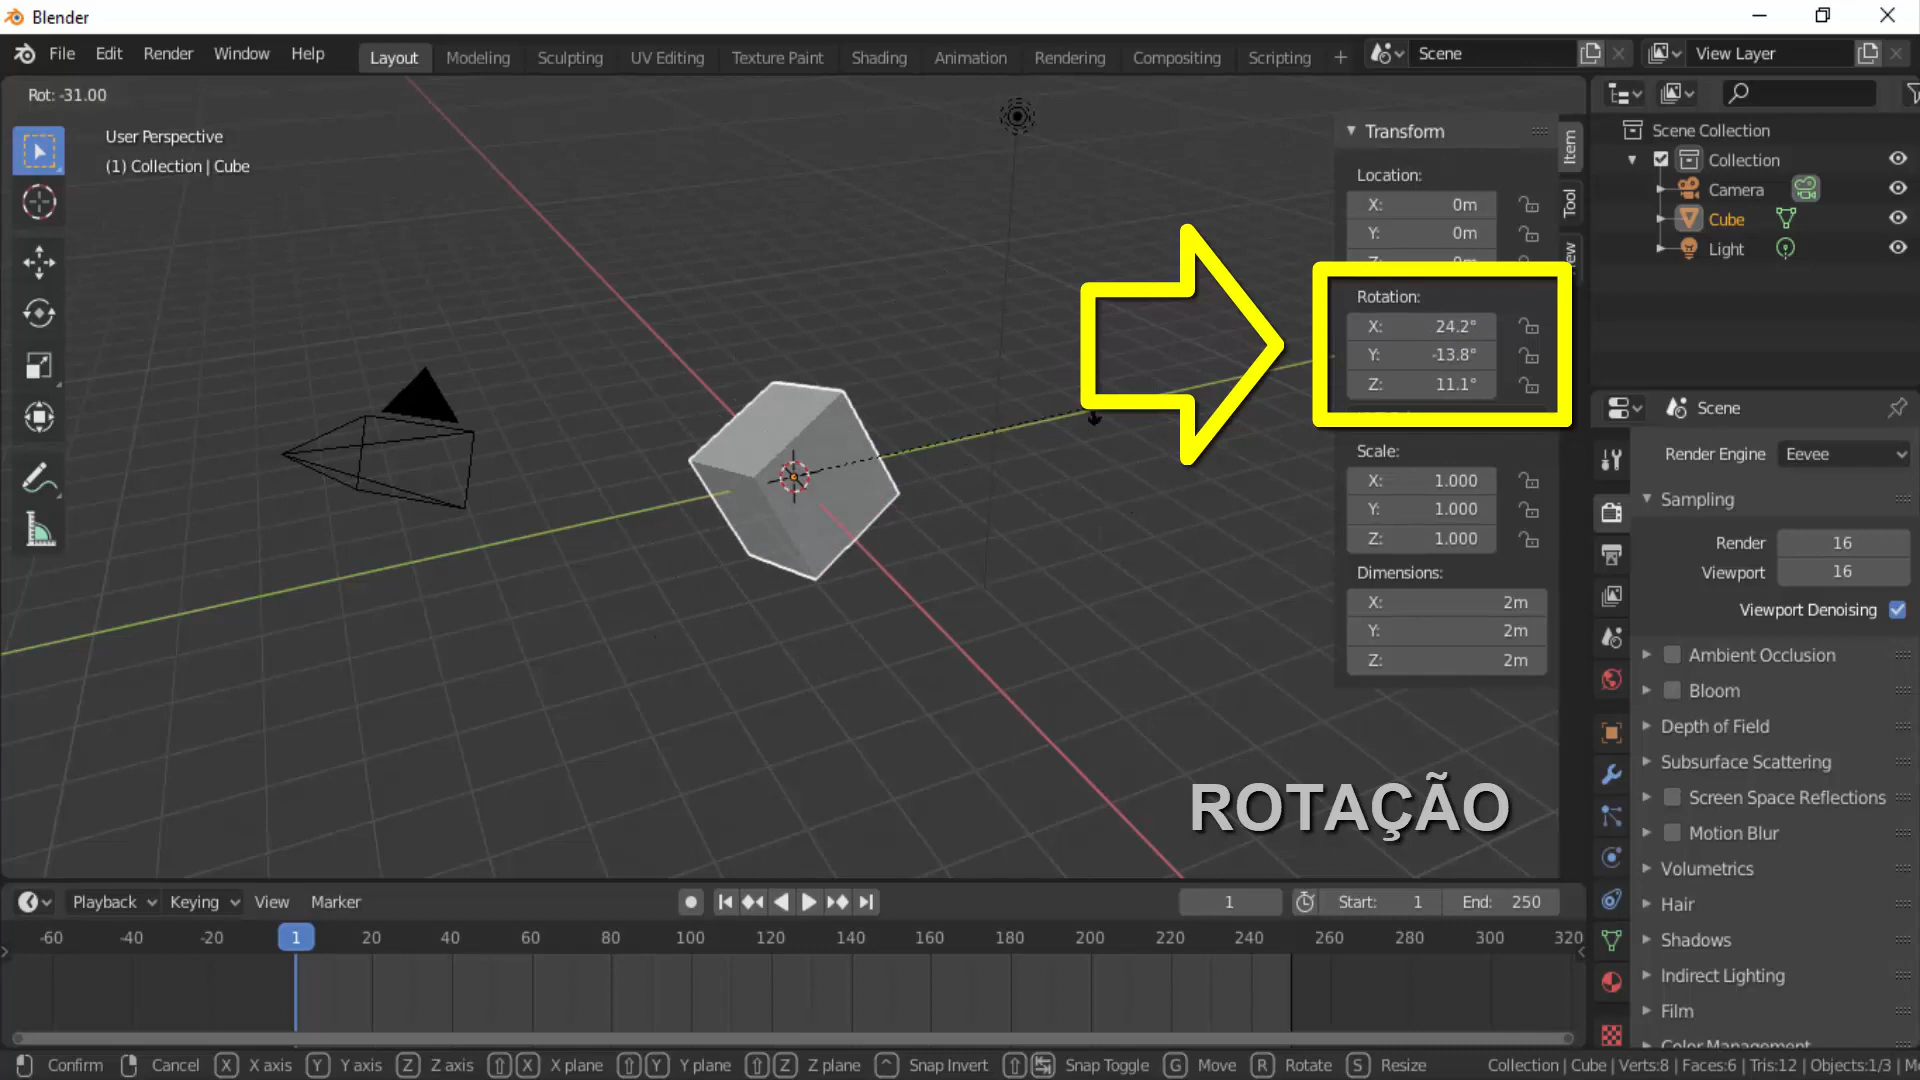 Blender
File Edit Render Window Help Layout Modeling Sculpting UV Editing Texture Paint Shading Animation Rendering Compositing Scripting + Scene View Layer
Rot: -31.00
User Perspective
(1) Collection | Cube
Transform
Location:
X: 0m
Y: 0m
Rotation:
X: 24.2°
Y: -13.8°
Z: 11.1°
Scale:
X: 1.000
Y: 1.000
Z: 1.000
Dimensions:
X: 2m
Y: 2m
Z: 2m
Item
Tool
ROTAÇÃO
Scene Collection
Collection
Camera
Cube
Light
Scene
Render Engine Eevee
Sampling
Render 16
Viewport 16
Viewport Denoising
Ambient Occlusion
Bloom
Depth of Field
Subsurface Scattering
Screen Space Reflections
Motion Blur
Volumetrics
Hair
Shadows
Indirect Lighting
Film
Color Management
Playback Keying View Marker 1 Start: 1 End: 250
-60 -40 -20 1 20 40 60 80 100 120 140 160 180 200 220 240 260 280 300 320
Confirm Cancel X X axis Y Y axis Z Z axis X X plane Y Y plane Z Z plane Snap Invert Snap Toggle G Move R Rotate S Resize Collection | Cube | Verts:8 | Faces:6 | Tris:12 | Objects:1/3 |